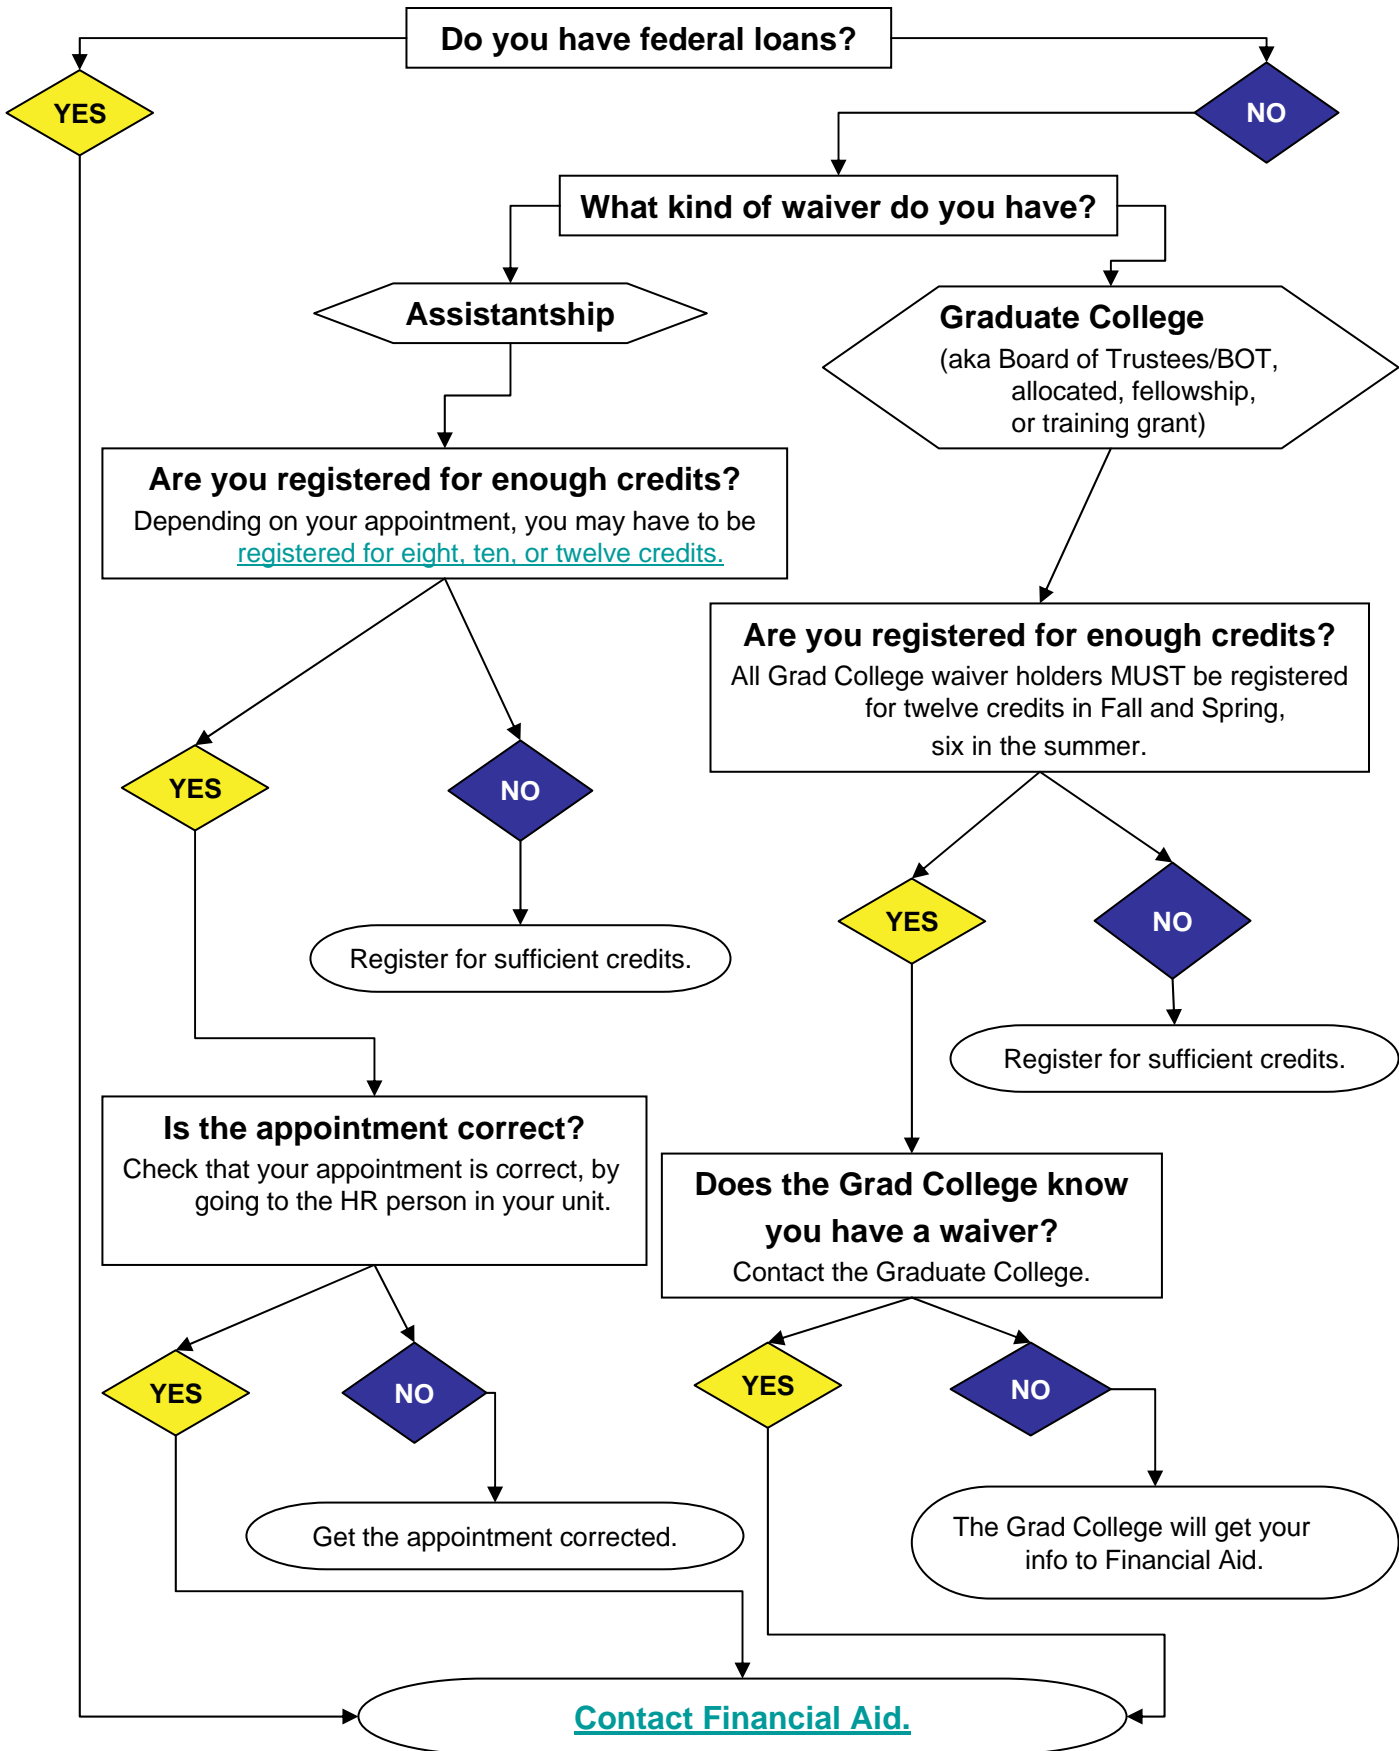 Do you have federal loans?
YES
NO
What kind of waiver do you have?
Assistantship
Graduate College
(aka Board of Trustees/BOT,
allocated, fellowship,
or training grant)
Are you registered for enough credits?
Depending on your appointment, you may have to be
registered for eight, ten, or twelve credits.
Are you registered for enough credits?
All Grad College waiver holders MUST be registered
for twelve credits in Fall and Spring,
six in the summer.
YES
NO
YES
NO
Register for sufficient credits.
Register for sufficient credits.
Is the appointment correct?
Check that your appointment is correct, by
going to the HR person in your unit.
Does the Grad College know
you have a waiver?
Contact the Graduate College.
YES
NO
YES
NO
Get the appointment corrected.
The Grad College will get your
info to Financial Aid.
Contact Financial Aid.